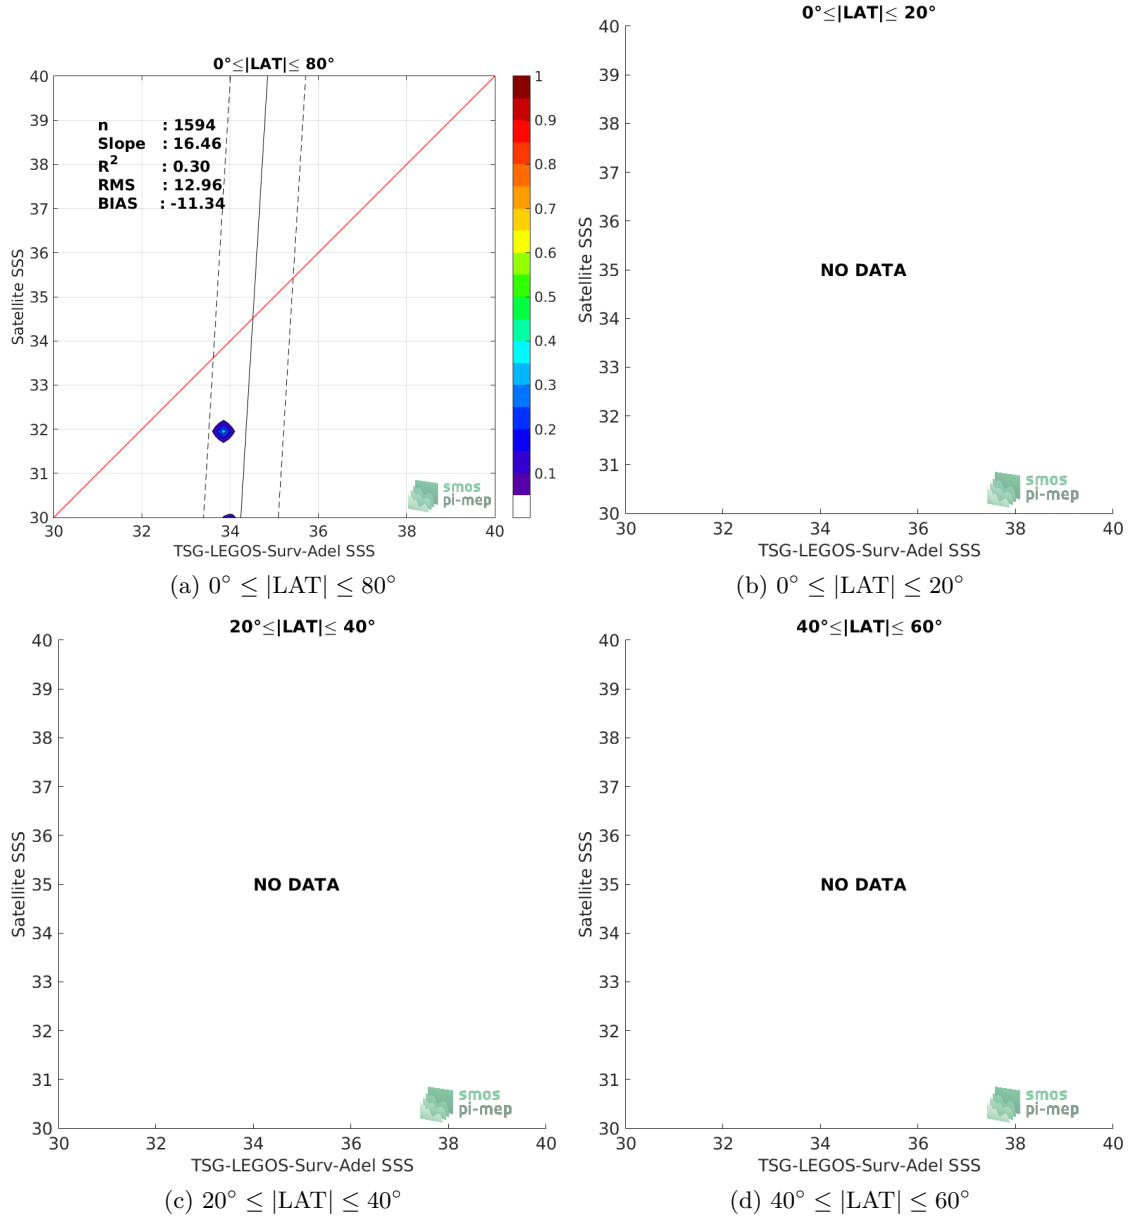 0°≤|LAT|≤ 80°
40
39
38
37
36
35
34
33
32
31
30
n : 1594
Slope : 16.46
R2 : 0.30
RMS : 12.96
BIAS : -11.34
Satellite SSS
30 32 34 36 38 40
TSG-LEGOS-Surv-Adel SSS
1
0.9
0.8
0.7
0.6
0.5
0.4
0.3
0.2
0.1
smos
pi-mep
(a) 0° ≤ |LAT| ≤ 80°
0°≤|LAT|≤ 20°
40
39
38
37
36
35
34
33
32
31
30
Satellite SSS
NO DATA
smos
pi-mep
30 32 34 36 38 40
TSG-LEGOS-Surv-Adel SSS
(b) 0° ≤ |LAT| ≤ 20°
20°≤|LAT|≤ 40°
40
39
38
37
36
35
34
33
32
31
30
Satellite SSS
NO DATA
smos
pi-mep
30 32 34 36 38 40
TSG-LEGOS-Surv-Adel SSS
(c) 20° ≤ |LAT| ≤ 40°
40°≤|LAT|≤ 60°
40
39
38
37
36
35
34
33
32
31
30
Satellite SSS
NO DATA
smos
pi-mep
30 32 34 36 38 40
TSG-LEGOS-Surv-Adel SSS
(d) 40° ≤ |LAT| ≤ 60°